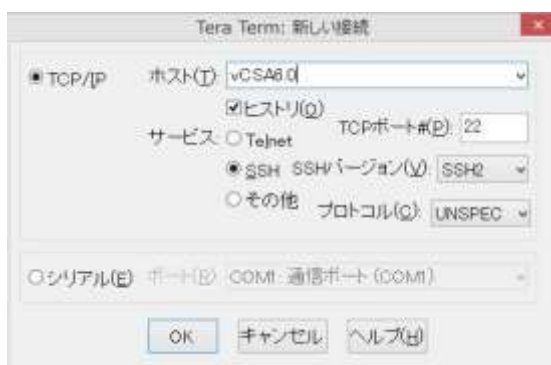 Tera Term: 新しい接続
TCP/IP
ホスト(T): vCSA6.0
ヒストリ(O)
サービス: Telnet
TCPポート#(P): 22
SSH
SSHバージョン(V): SSH2
その他
プロトコル(C): UNSPEC
シリアル(E)
ポート(R): COM1: 通信ポート (COM1)
OK
キャンセル
ヘルプ(H)